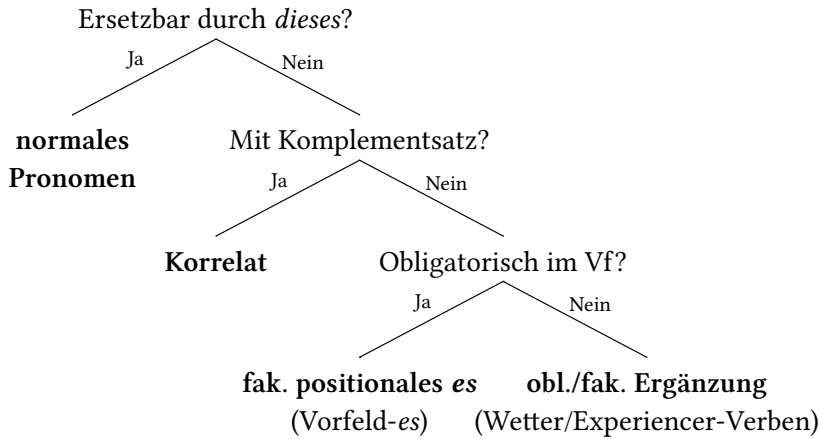 Ersetzbar durch dieses?
Ja
Nein
normales
Pronomen
Mit Komplementsatz?
Ja
Nein
Korrelat
Obligatorisch im Vf?
Ja
Nein
fak. positionales es
(Vorfeld-es)
obl./fak. Ergänzung
(Wetter/Experiencer-Verben)